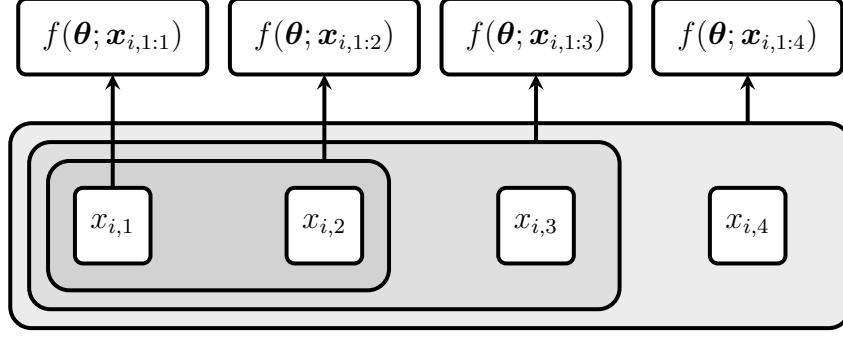 f(θ; x_{i,1:1}) f(θ; x_{i,1:2}) f(θ; x_{i,1:3}) f(θ; x_{i,1:4})
x_{i,1} x_{i,2} x_{i,3} x_{i,4}